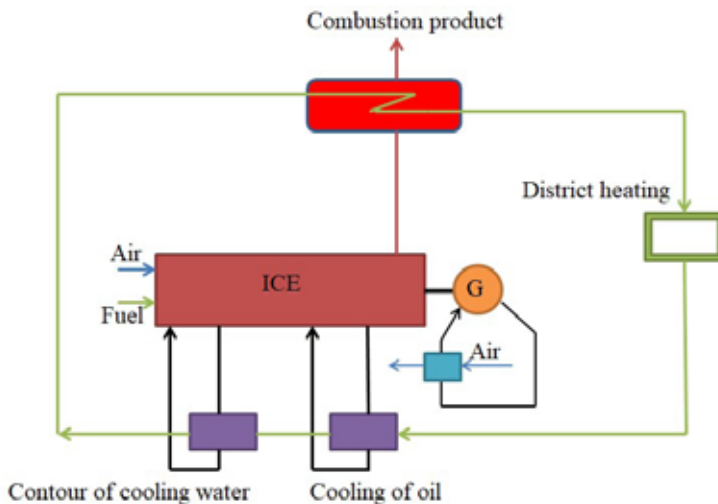 Combustion product
District heating
Air
ICE
G
Fuel
Air
Contour of cooling water
Cooling of oil